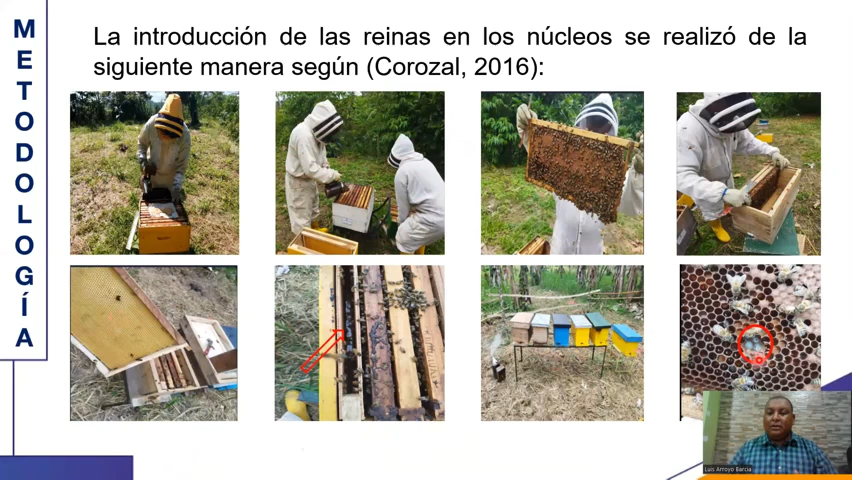 METODOLOGÍA
La introducción de las reinas en los núcleos se realizó de la
siguiente manera según (Corozal, 2016):
Luis Arroyo Barcia